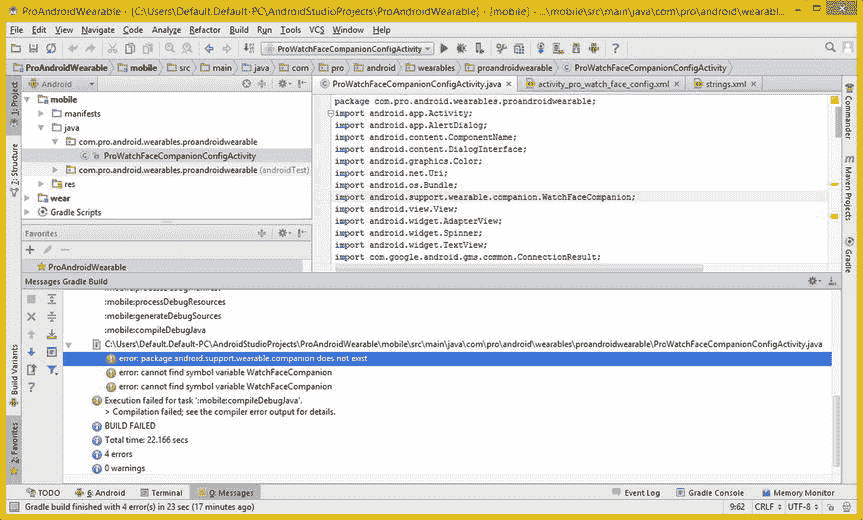 ProAndroidWearable - [C:\Users\Default.Default-PC\AndroidStudioProjects\ProAndroidWearable] - [mobile] - ...\mobile\src\main\java\com\pro\android\wearabl...
File Edit View Navigate Code Analyze Refactor Build Run Tools VCS Window Help
ProWatchFaceCompanionConfigActivity
ProAndroidWearable mobile src main java com pro android wearables proandroidwearable ProWatchFaceCompanionConfigActivity
1: Project
Z: Structure
Build Variants
2: Favorites
Android
mobile
manifests
java
com.pro.android.wearables.proandroidwearable
ProWatchFaceCompanionConfigActivity
com.pro.android.wearables.proandroidwearable (androidTest)
res
wear
Gradle Scripts
Favorites
ProAndroidWearable
ProWatchFaceCompanionConfigActivity.java
activity_pro_watch_face_config.xml
strings.xml
package com.pro.android.wearables.proandroidwearable;
import android.app.Activity;
import android.app.AlertDialog;
import android.content.ComponentName;
import android.content.DialogInterface;
import android.graphics.Color;
import android.net.Uri;
import android.os.Bundle;
import android.support.wearable.companion.WatchFaceCompanion;
import android.view.View;
import android.widget.AdapterView;
import android.widget.Spinner;
import android.widget.TextView;
import com.google.android.gms.common.ConnectionResult;
Commander
Maven Projects
Gradle
Messages Gradle Build
:mobile:processDebugResources
:mobile:generateDebugSources
:mobile:compileDebugJava
C:\Users\Default.Default-PC\AndroidStudioProjects\ProAndroidWearable\mobile\src\main\java\com\pro\android\wearables\proandroidwearable\ProWatchFaceCompanionConfigActivity.java
error: package android.support.wearable.companion does not exist
error: cannot find symbol variable WatchFaceCompanion
error: cannot find symbol variable WatchFaceCompanion
Execution failed for task ':mobile:compileDebugJava'.
> Compilation failed; see the compiler error output for details.
BUILD FAILED
Total time: 22.166 secs
4 errors
0 warnings
TODO
6: Android
Terminal
0: Messages
Event Log
Gradle Console
Memory Monitor
Gradle build finished with 4 error(s) in 23 sec (17 minutes ago)
9:62 CRLF UTF-8